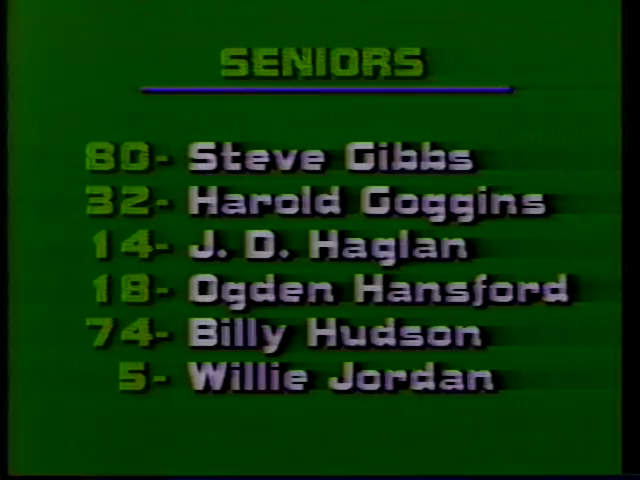 SENIORS
80- Steve Gibbs
32- Harold Goggins
14- J. D. Haglan
18- Ogden Hansford
74- Billy Hudson
5- Willie Jordan